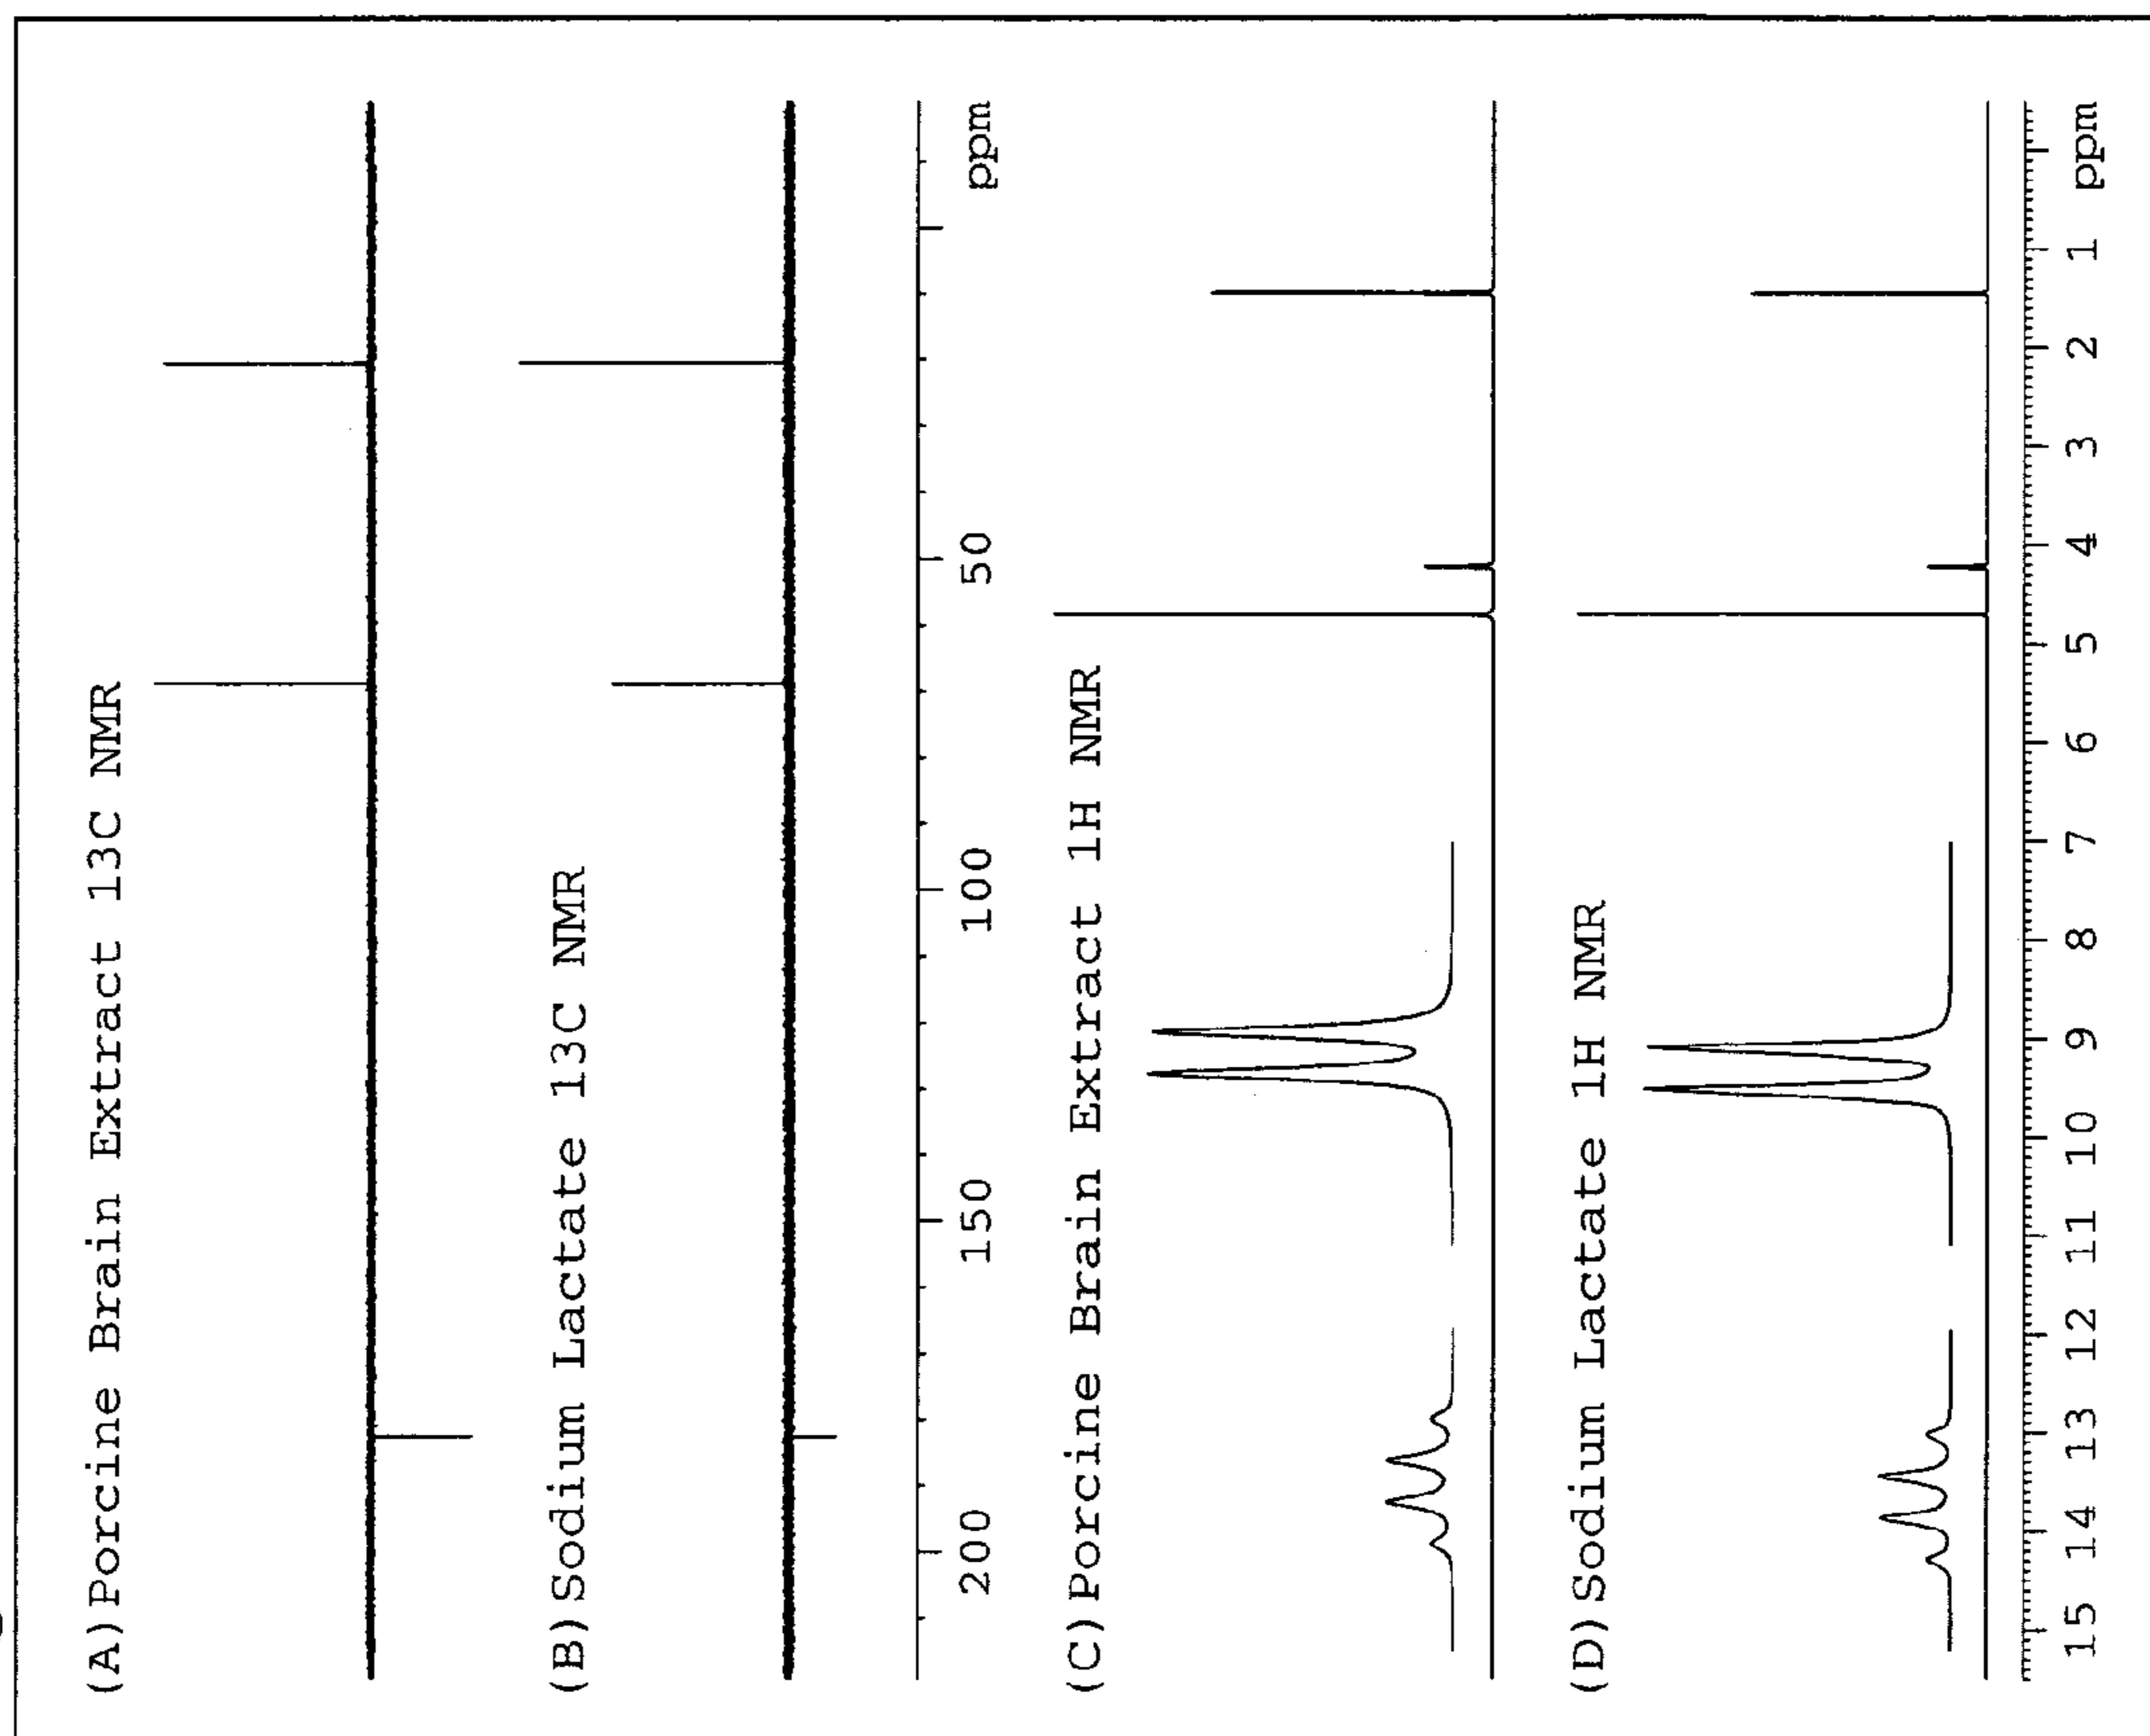 (A)Porcine Brain Extract 13C NMR
(B)Sodium Lactate 13C NMR
200 150 100 50 ppm
(C)Porcine Brain Extract 1H NMR
(D)Sodium Lactate 1H NMR
15 14 13 12 11 10 9 8 7 6 5 4 3 2 1 ppm